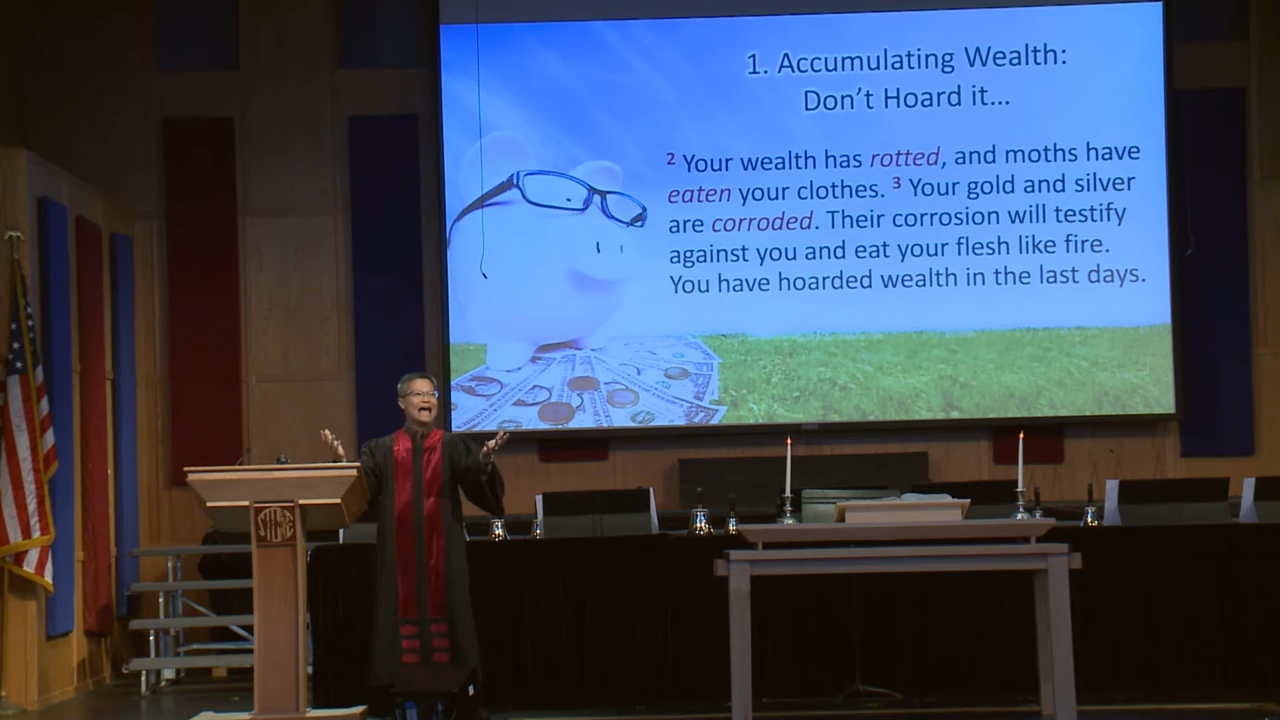 1. Accumulating Wealth:
Don't Hoard it...
2 Your wealth has rotted, and moths have
eaten your clothes. 3 Your gold and silver
are corroded. Their corrosion will testify
against you and eat your flesh like fire.
You have hoarded wealth in the last days.